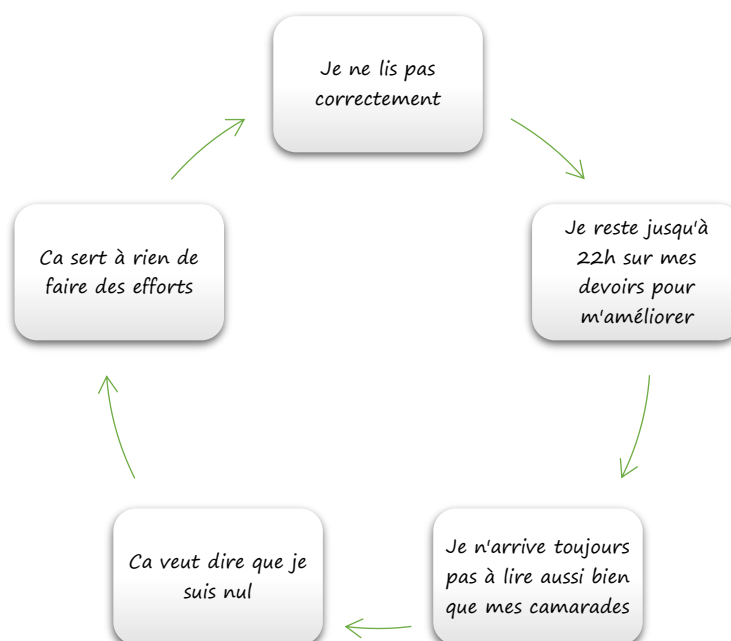 Je ne lis pas
correctement
Je reste jusqu'à
22h sur mes
devoirs pour
m'améliorer
Je n'arrive toujours
pas à lire aussi bien
que mes camarades
Ca veut dire que je
suis nul
Ca sert à rien de
faire des efforts